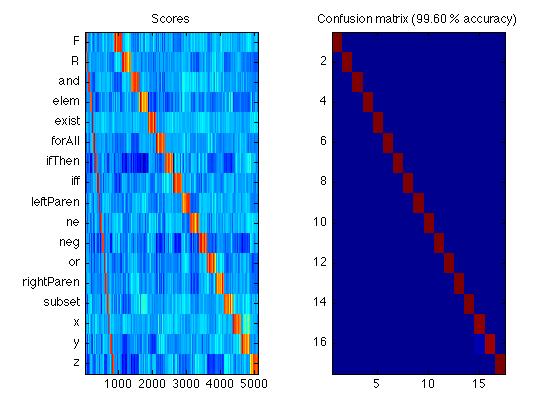 Scores
F
R
and
elem
exist
forAll
ifThen
iff
leftParen
ne
neg
or
rightParen
subset
x
y
z
1000 2000 3000 4000 5000
Confusion matrix (99.60 % accuracy)
2
4
6
8
10
12
14
16
5 10 15